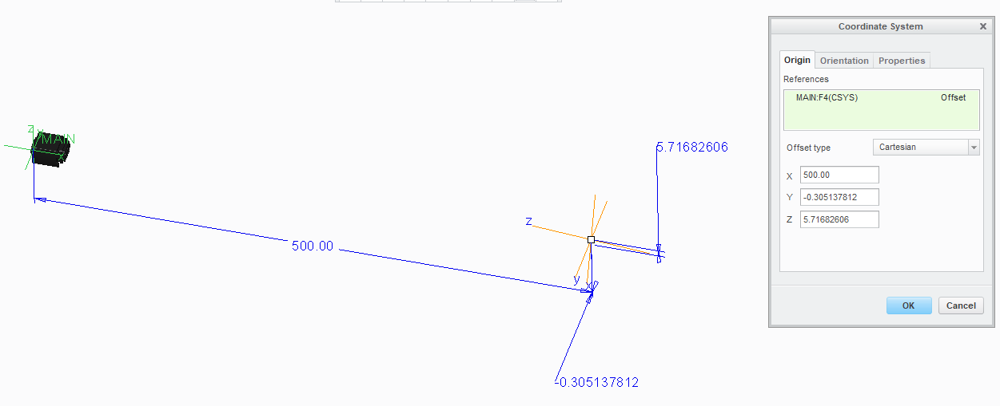 Coordinate System X
Origin Orientation Properties
References
MAIN:F4(CSYS) Offset
Offset type Cartesian
X 500.00
Y -0.305137812
Z 5.71682606
OK Cancel
Z
MAIN
X
5.71682606
Z
500.00
y
-0.305137812